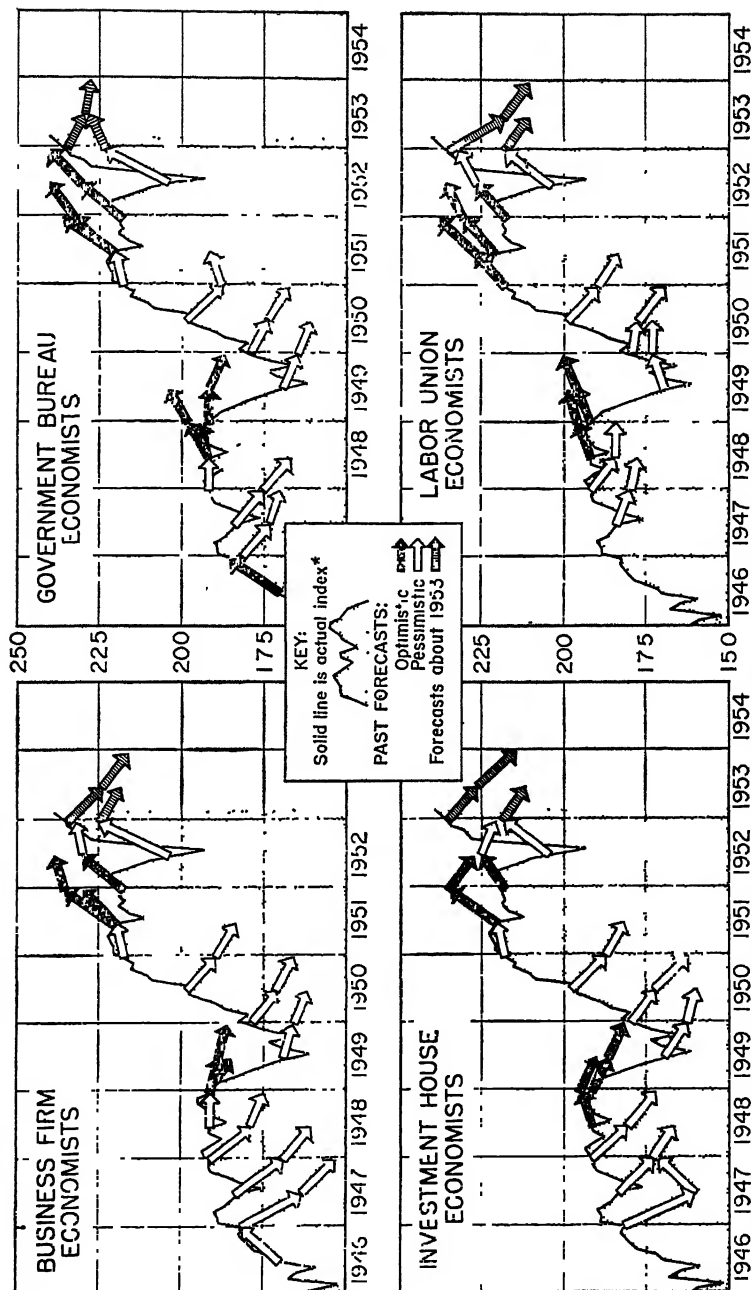 BUSINESS FIRM
ECONOMISTS
250
225
200
175
GOVERNMENT BUREAU
ECONOMISTS
1946 1947 1948 1949 1950 1951 1952 1953 1954
1946 1947 1948 1949 1950 1951 1952 1953 1954
KEY:
Solid line is actual index*
PAST FORECASTS:
Optimistic
Pessimistic
Forecasts about 1953
INVESTMENT HOUSE
ECONOMISTS
225
200
175
150
LABOR UNION
ECONOMISTS
1946 1947 1948 1949 1950 1951 1952 1953 1954
1946 1947 1948 1949 1950 1951 1952 1953 1954